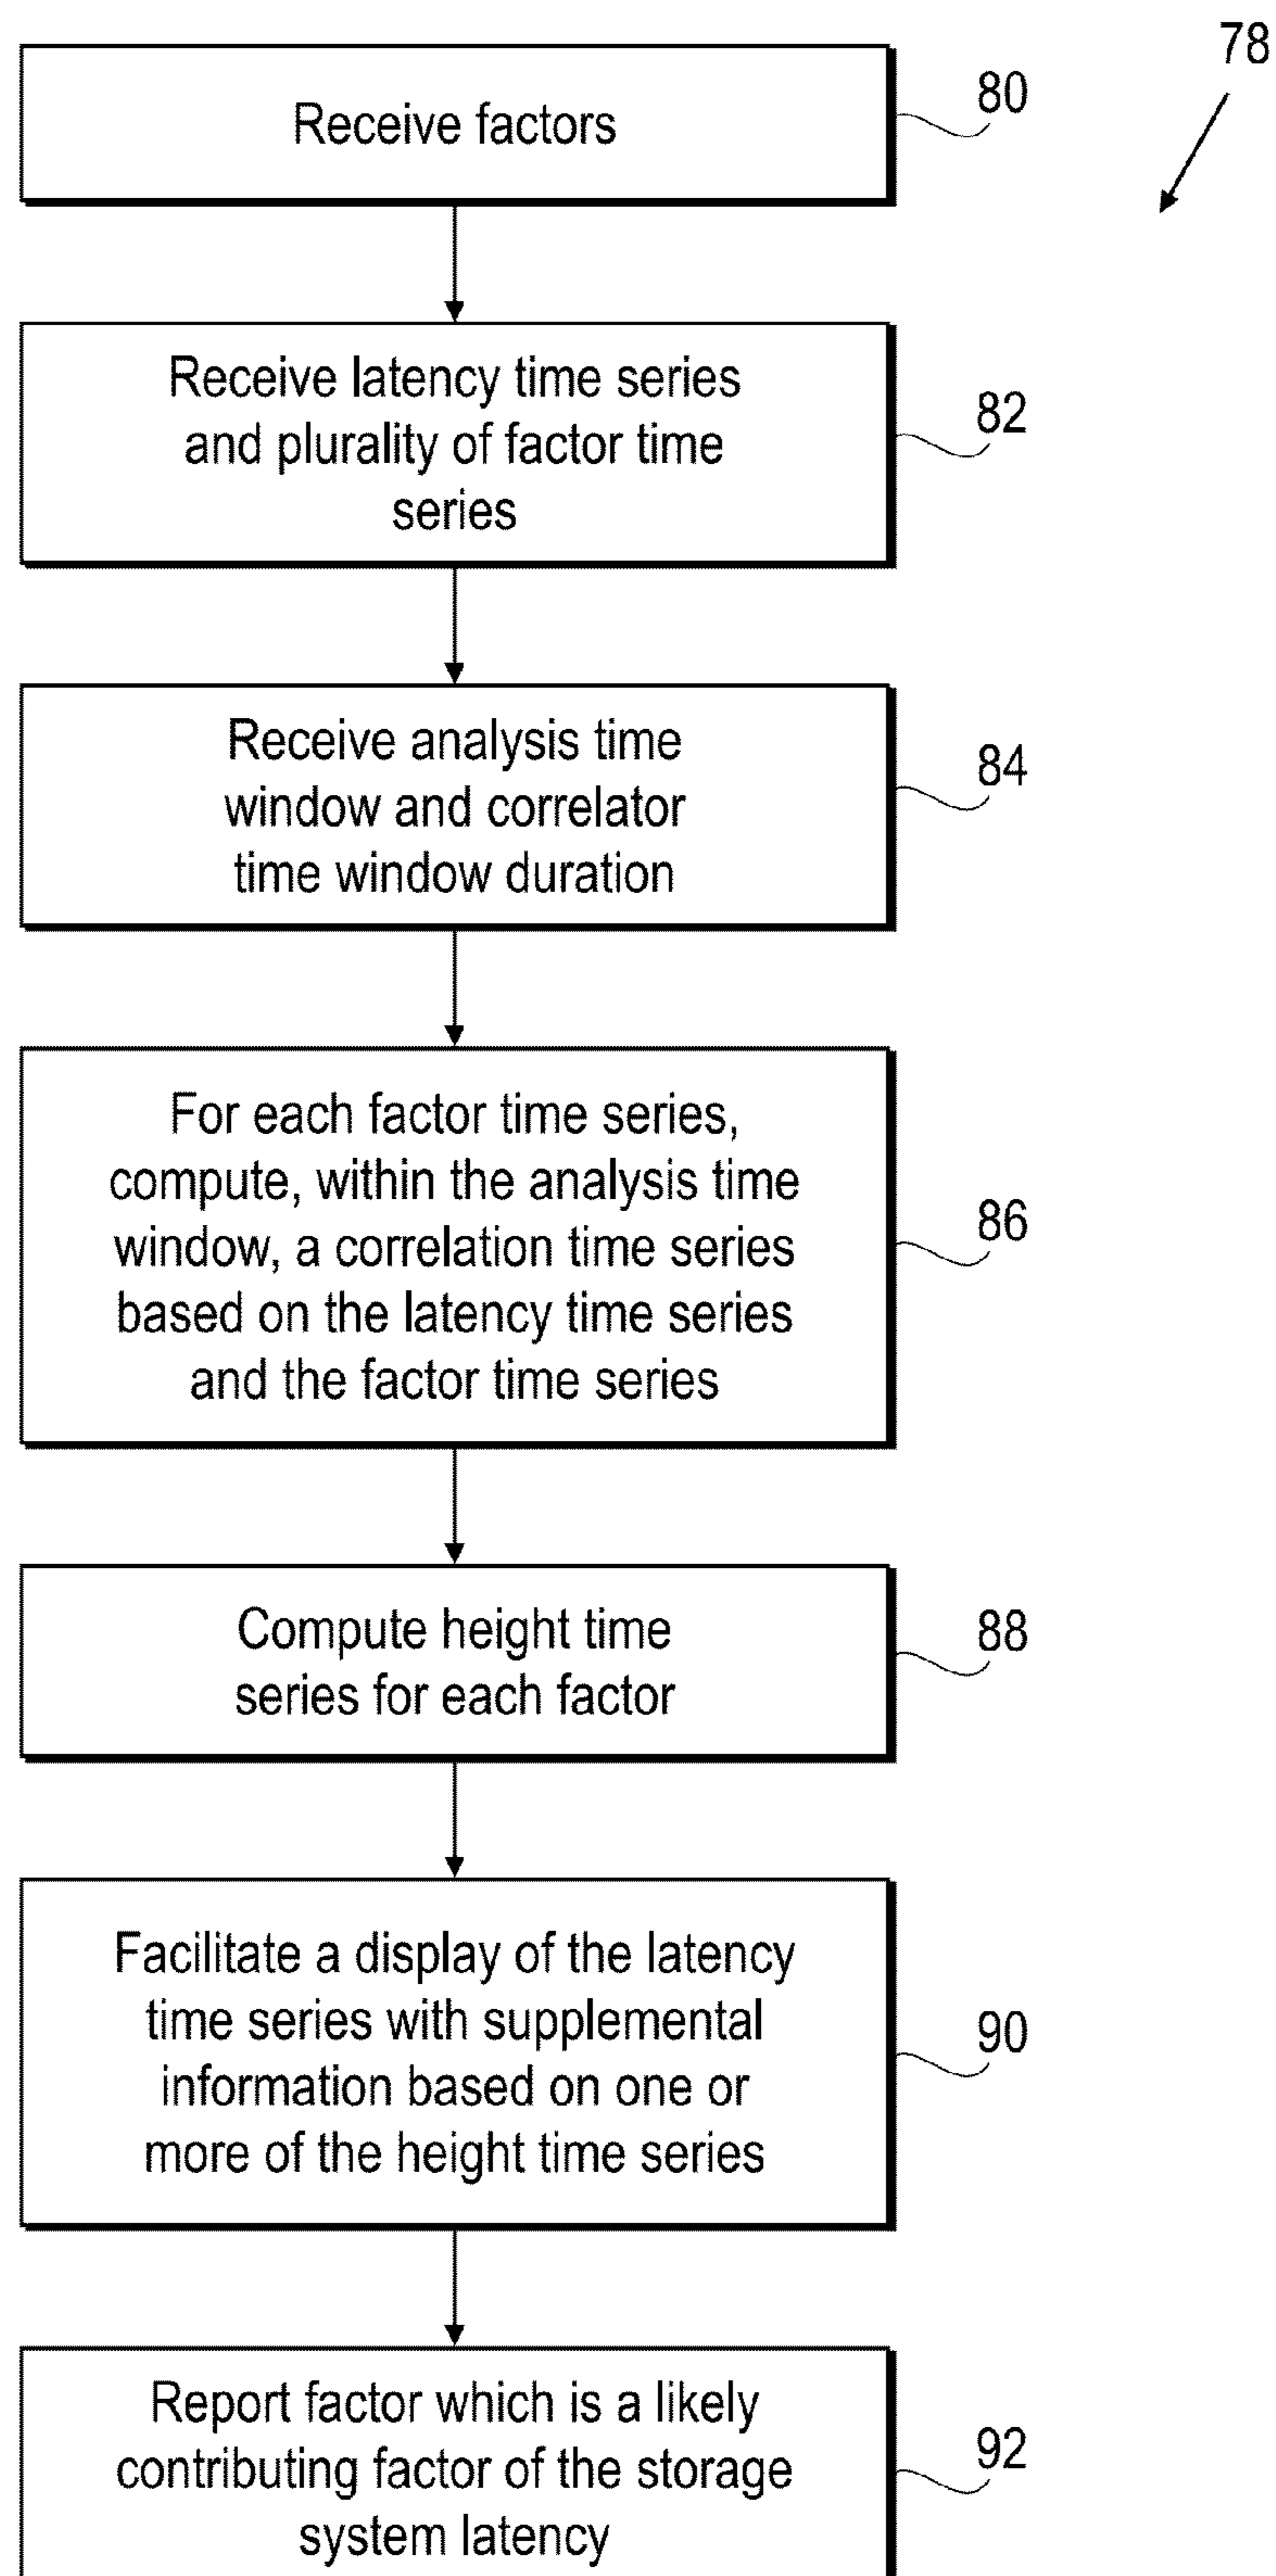 78
Receive factors
80
Receive latency time series
and plurality of factor time
series
82
Receive analysis time
window and correlator
time window duration
84
For each factor time series,
compute, within the analysis time
window, a correlation time series
based on the latency time series
and the factor time series
86
Compute height time
series for each factor
88
Facilitate a display of the latency
time series with supplemental
information based on one or
more of the height time series
90
Report factor which is a likely
contributing factor of the storage
system latency
92